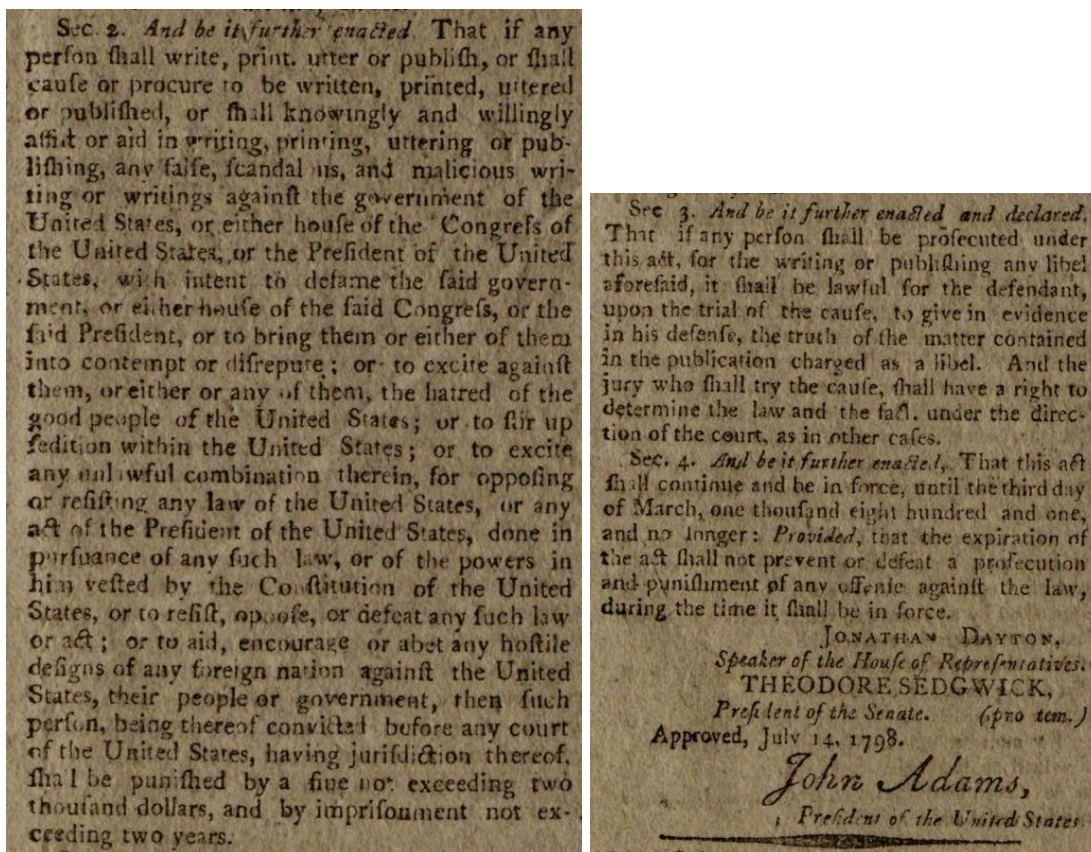 Sec. 2. And be it further enacted. That if any
perſon ſhall write, print. utter or publiſh, or ſhall
cauſe or procure to be written, printed, uttered
or publiſhed, or ſhall knowingly and willingly
aſſiſt or aid in writing, printing, uttering or pub-
liſhing, any falſe, ſcandal us, and malicious wri-
ting or writings againſt the government of the
United States, or either houſe of the Congreſs of
the United States, or the Preſident of the United
States, with intent to defame the ſaid govern-
ment, or either houſe of the ſaid Congreſs, or the
ſaid Preſident, or to bring them or either of them
into contempt or diſrepute; or to excite againſt
them, or either or any of them, the hatred of the
good people of the United States; or to ſtir up
ſedition within the United States; or to excite
any unlawful combination therein, for oppoſing
or reſiſting any law of the United States, or any
act of the Preſident of the United States, done in
purſuance of any ſuch law, or of the powers in
him veſted by the Conſtitution of the United
States, or to reſiſt, oppoſe, or defeat any ſuch law
or act; or to aid, encourage or abet any hoſtile
deſigns of any foreign nation againſt the United
States, their people or government, then ſuch
perſon, being thereof convicted before any court
of the United States, having juriſdiction thereof.
ſhall be puniſhed by a fine not exceeding two
thouſand dollars, and by impriſonment not ex-
ceeding two years.
Sec 3. And be it further enacted and declared.
That if any perſon ſhall be proſecuted under
this act, for the writing or publiſhing any libel
aforeſaid, it ſhall be lawful for the defendant,
upon the trial of the cauſe, to give in evidence
in his defenſe, the truth of the matter contained
in the publication charged as a libel. And the
jury who ſhall try the cauſe, ſhall have a right to
determine the law and the fact. under the direc-
tion of the court, as in other caſes.
Sec. 4. And be it further enacted, That this act
ſhall continue and be in force, until the third day
of March, one thouſand eight hundred and one,
and no longer: Provided, that the expiration of
the act ſhall not prevent or defeat a proſecution
and puniſhment of any offenſe againſt the law,
during the time it ſhall be in force.
JONATHAN DAYTON,
Speaker of the Houſe of Repreſentatives.
THEODORE SEDGWICK,
Preſident of the Senate. (pro tem.)
Approved, July 14, 1798.
John Adams,
Preſident of the United States